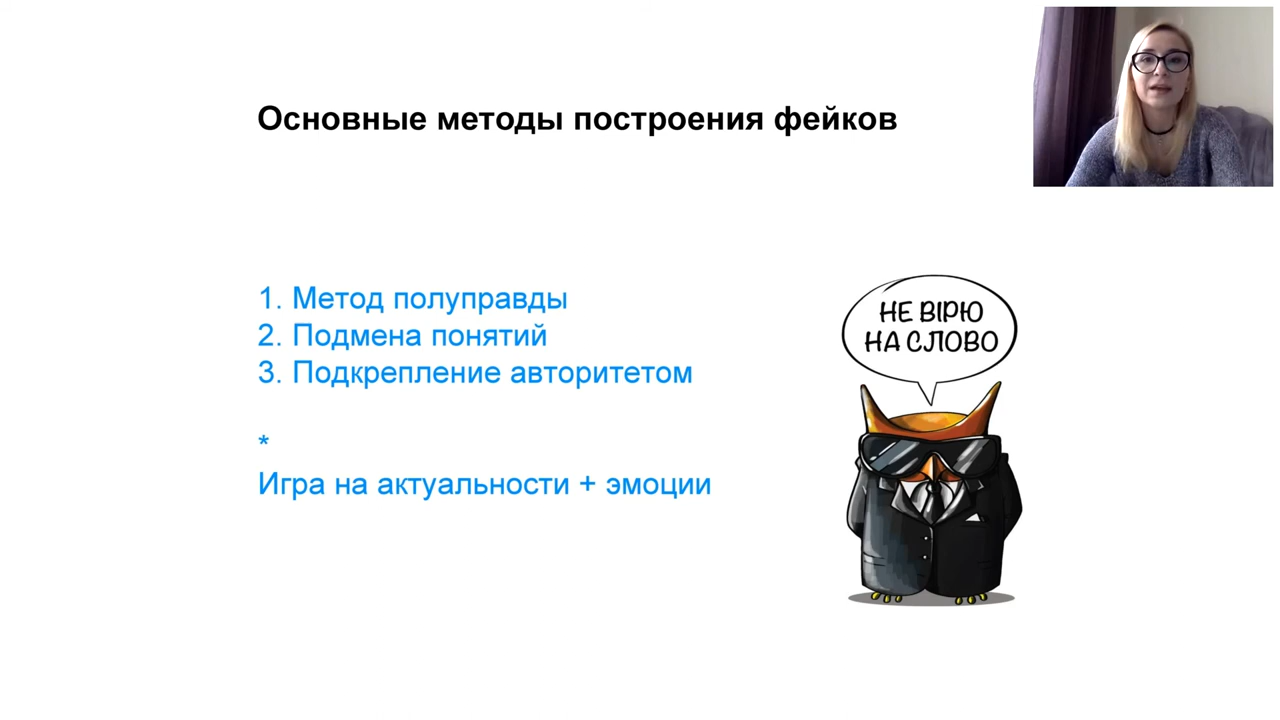 Основные методы построения фейков
1. Метод полуправды
2. Подмена понятий
3. Подкрепление авторитетом
*
Игра на актуальности + эмоции
НЕ ВІРЮ
НА СЛОВО